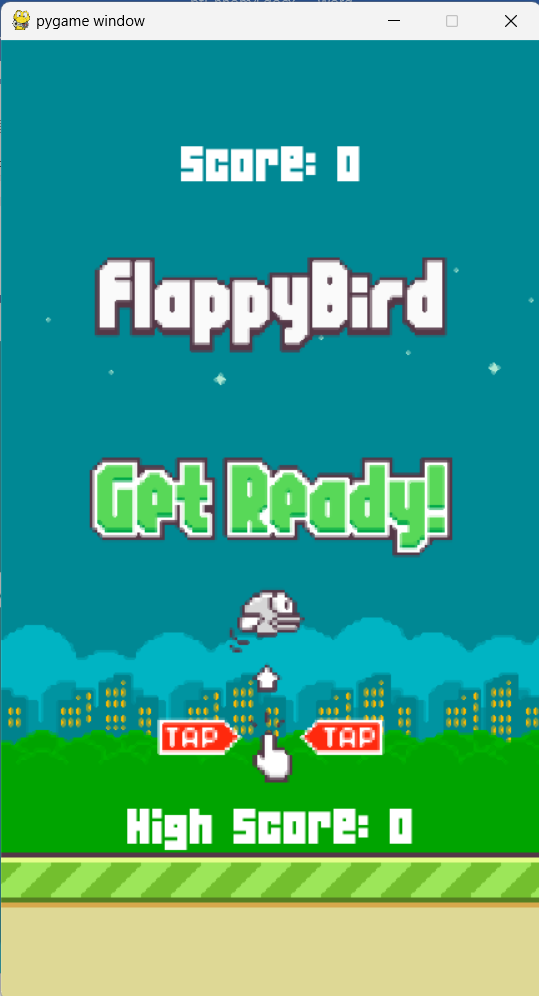 pygame window
Score: 0
FlappyBird
Get Ready!
TAP TAP
High Score: 0